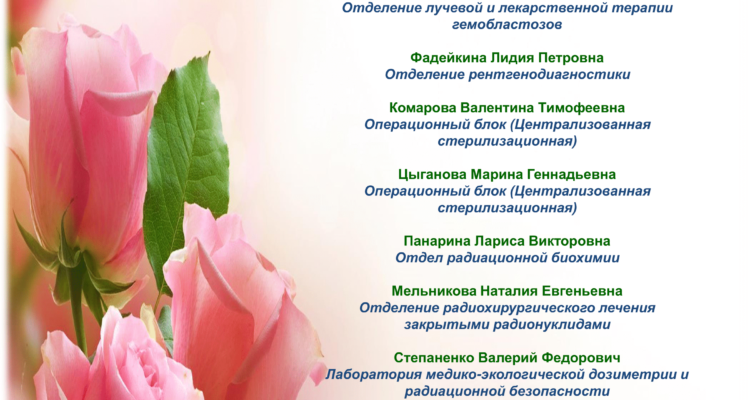 Отделение лучевой и лекарственной терапии
гемобластозов
Фадейкина Лидия Петровна
Отделение рентгенодиагностики
Комарова Валентина Тимофеевна
Операционный блок (Централизованная
стерилизационная)
Цыганова Марина Геннадьевна
Операционный блок (Централизованная
стерилизационная)
Панарина Лариса Викторовна
Отдел радиационной биохимии
Мельникова Наталия Евгеньевна
Отделение радиохирургического лечения
закрытыми радионуклидами
Степаненко Валерий Федорович
Лаборатория медико-экологической дозиметрии и
радиационной безопасности